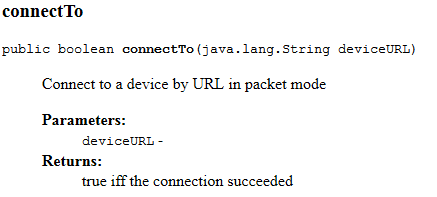 connectTo
public boolean connectTo(java.lang.String deviceURL)
Connect to a device by URL in packet mode
Parameters:
deviceURL -
Returns:
true iff the connection succeeded